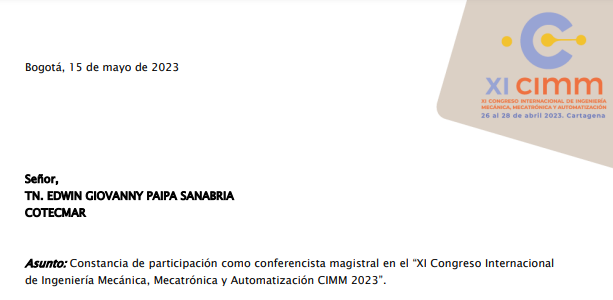 Bogotá, 15 de mayo de 2023
XI CIMM
XI CONGRESO INTERNACIONAL DE INGENIERÍA
MECÁNICA, MECATRÓNICA Y AUTOMATIZACIÓN
26 al 28 de abril 2023. Cartagena
Señor,
TN. EDWIN GIOVANNY PAIPA SANABRIA
COTECMAR
Asunto: Constancia de participación como conferencista magistral en el "XI Congreso Internacional
de Ingeniería Mecánica, Mecatrónica y Automatización CIMM 2023".